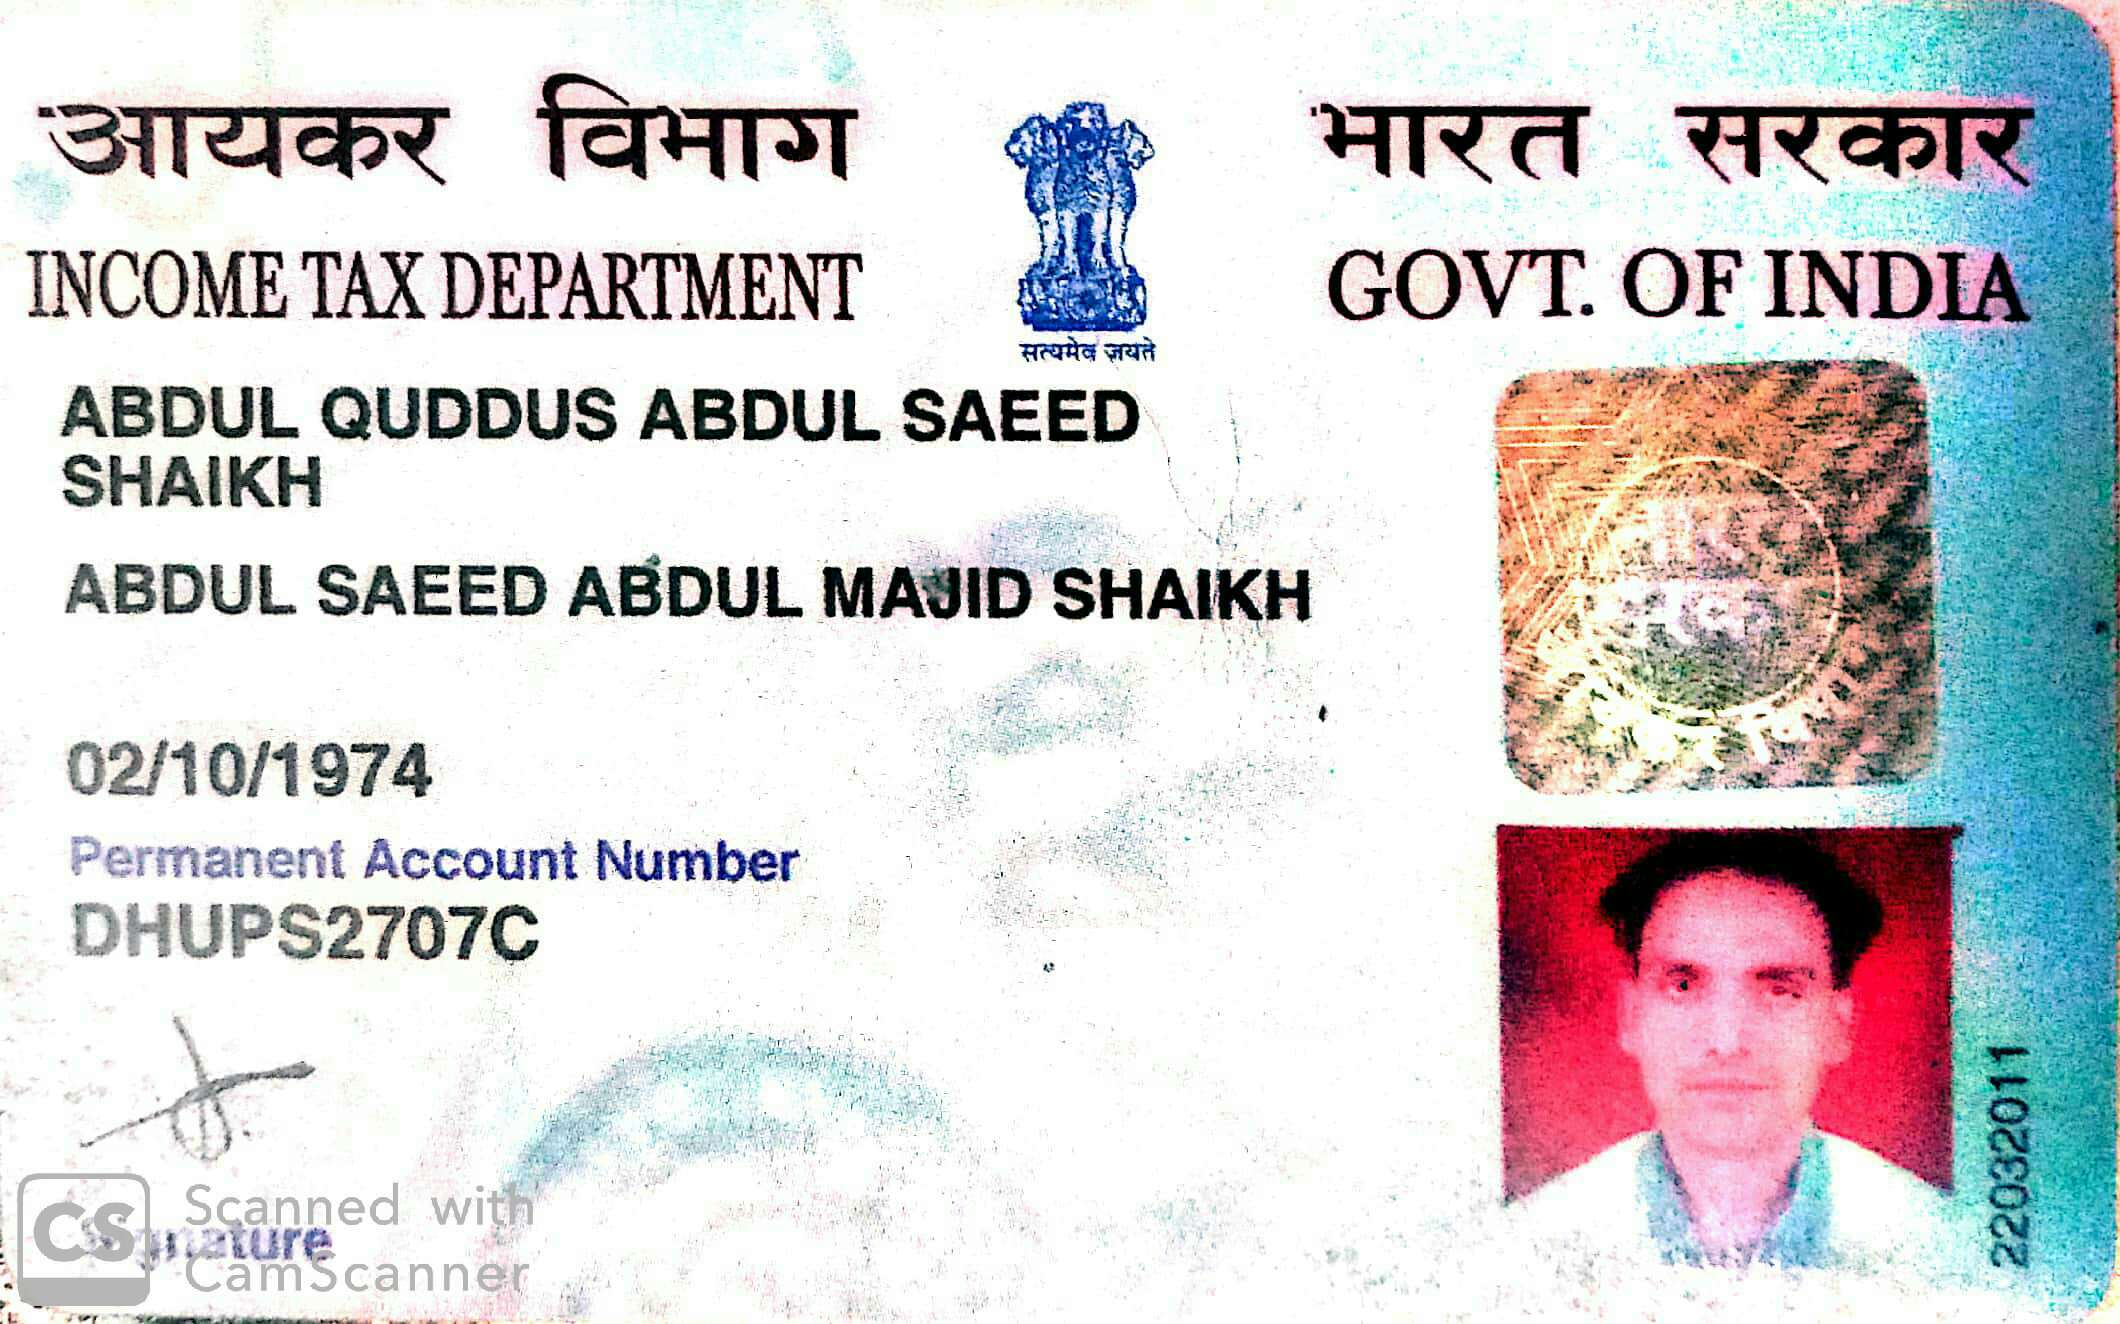 आयकर विभाग
INCOME TAX DEPARTMENT
सत्यमेव जयते
भारत सरकार
GOVT. OF INDIA
ABDUL QUDDUS ABDUL SAEED
SHAIKH
ABDUL SAEED ABDUL MAJID SHAIKH
02/10/1974
Permanent Account Number
DHUPS2707C
Signature
22032011
CS
Scanned with
CamScanner